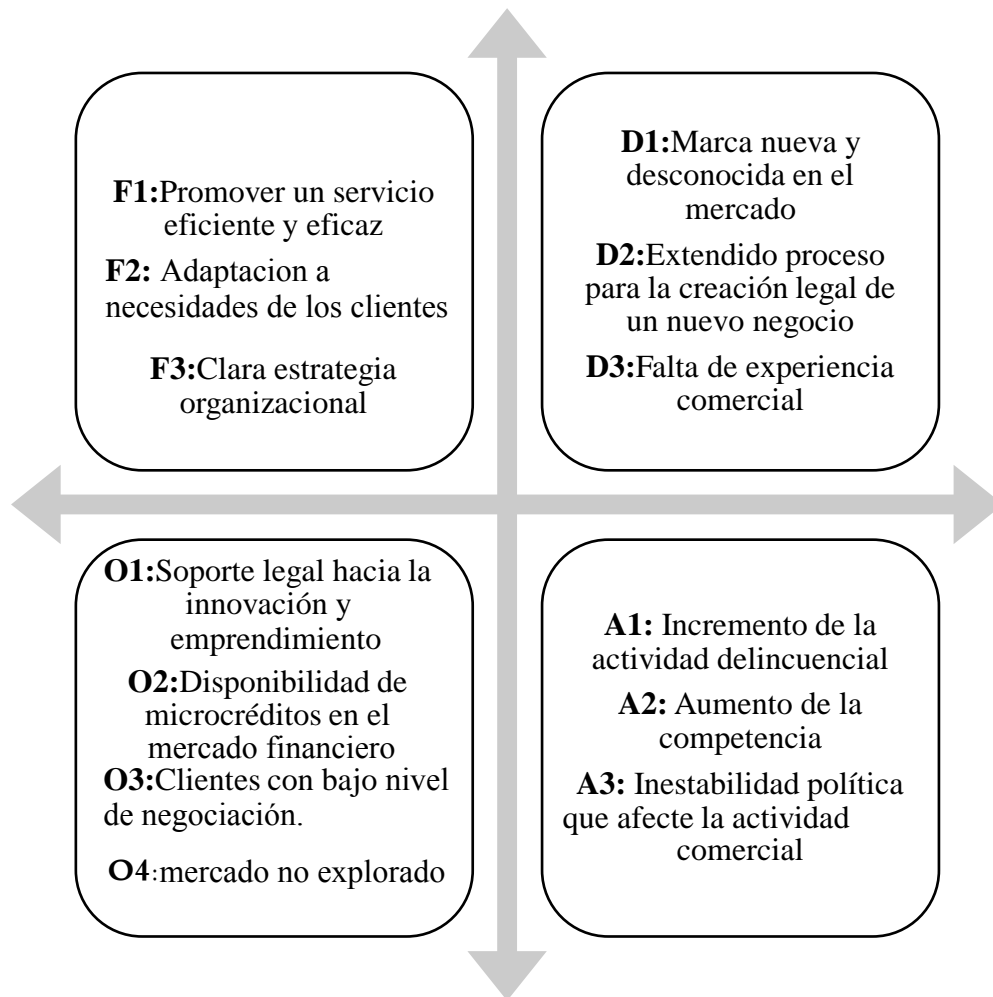 F1:Promover un servicio
eficiente y eficaz
F2: Adaptacion a
necesidades de los clientes
F3:Clara estrategia
organizacional
D1:Marca nueva y
desconocida en el
mercado
D2:Extendido proceso
para la creación legal de
un nuevo negocio
D3:Falta de experiencia
comercial
O1:Soporte legal hacia la
innovación y
emprendimiento
O2:Disponibilidad de
microcréditos en el
mercado financiero
O3:Clientes con bajo nivel
de negociación.
O4:mercado no explorado
A1: Incremento de la
actividad delincuencial
A2: Aumento de la
competencia
A3: Inestabilidad política
que afecte la actividad
comercial